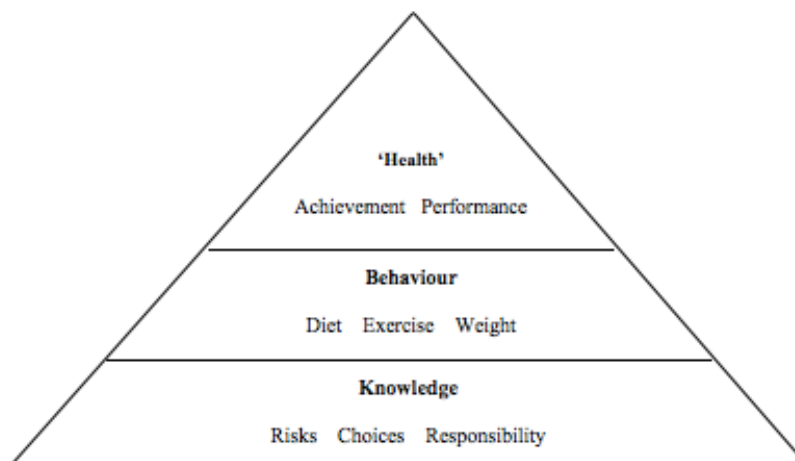 ‘Health’
Achievement Performance
Behaviour
Diet Exercise Weight
Knowledge
Risks Choices Responsibility